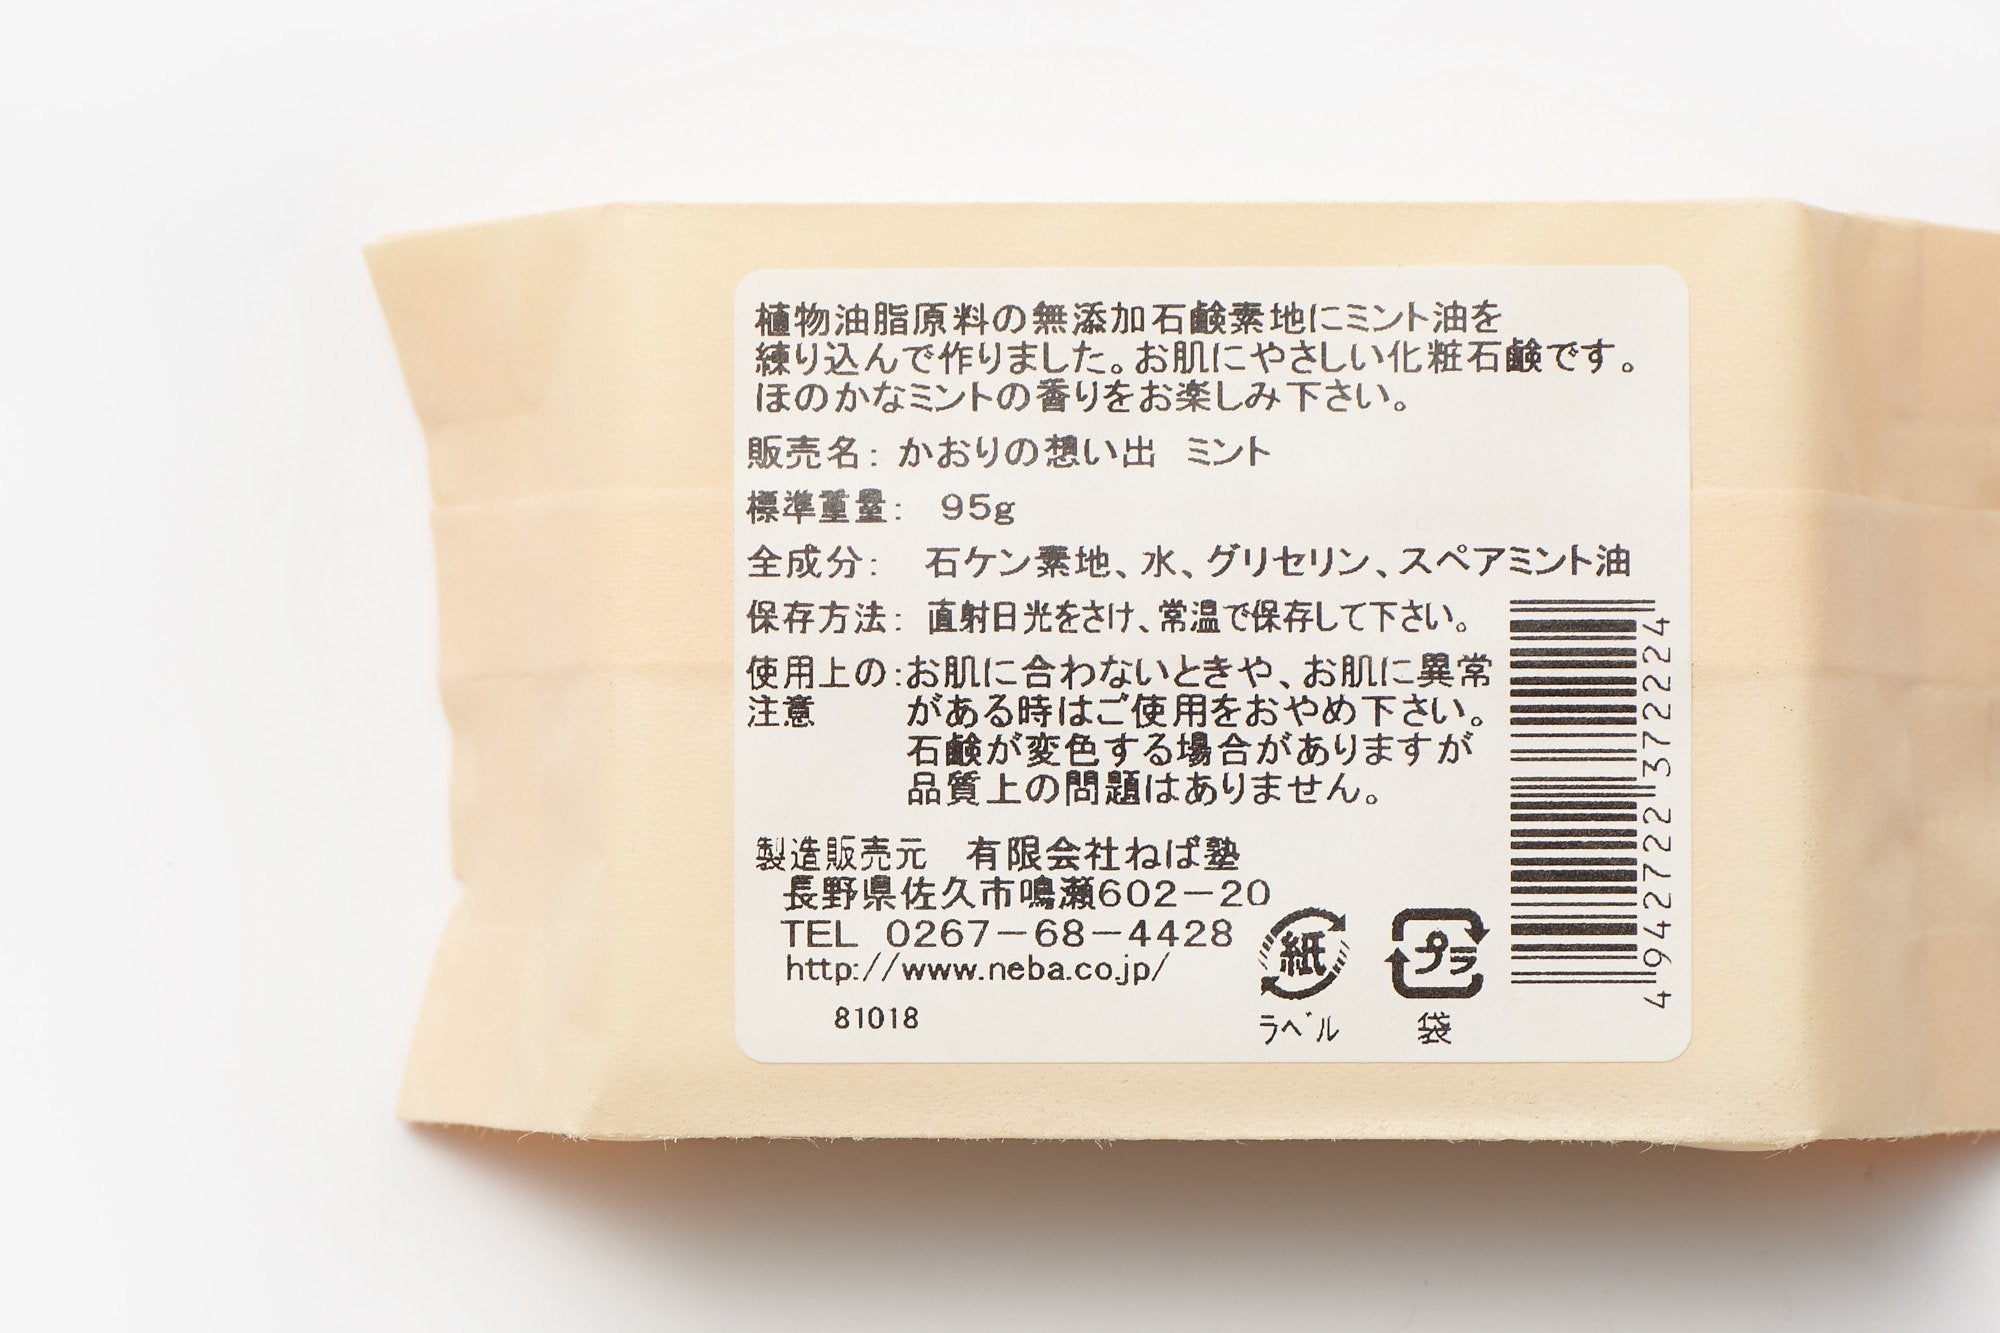 植物油脂原料の無添加石鹸素地にミント油を
練り込んで作りました。お肌にやさしい化粧石鹸です。
ほのかなミントの香りをお楽しみ下さい。
販売名: かおりの想い出 ミント
標準重量: 95g
全成分: 石ケン素地、水、グリセリン、スペアミント油
保存方法: 直射日光をさけ、常温で保存して下さい。
使用上の:お肌に合わないときや、お肌に異常
注意 がある時はご使用をおやめ下さい。
石鹸が変色する場合がありますが
品質上の問題はありません。
製造販売元 有限会社ねば塾
長野県佐久市鳴瀬602−20
TEL 0267−68−4428
http://www.neba.co.jp/
81018
紙
ラベル
プラ
袋
4942722372224